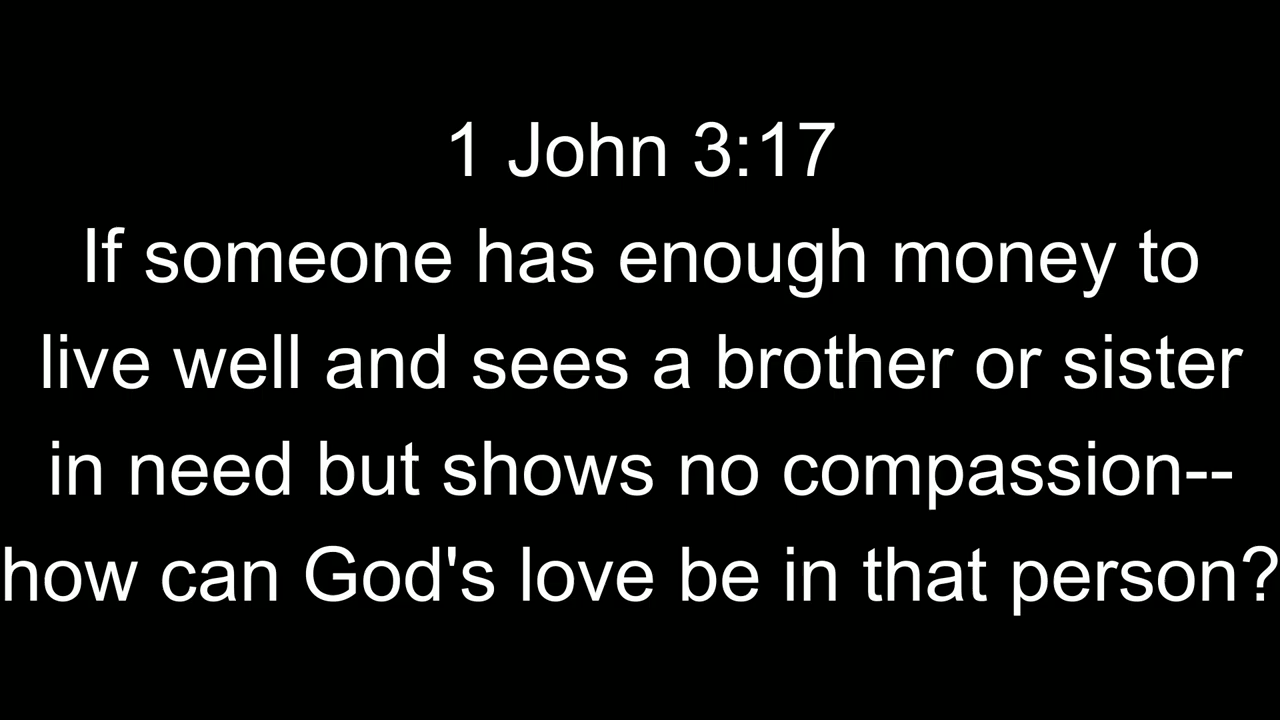 1 John 3:17
If someone has enough money to
live well and sees a brother or sister
in need but shows no compassion--
how can God's love be in that person?